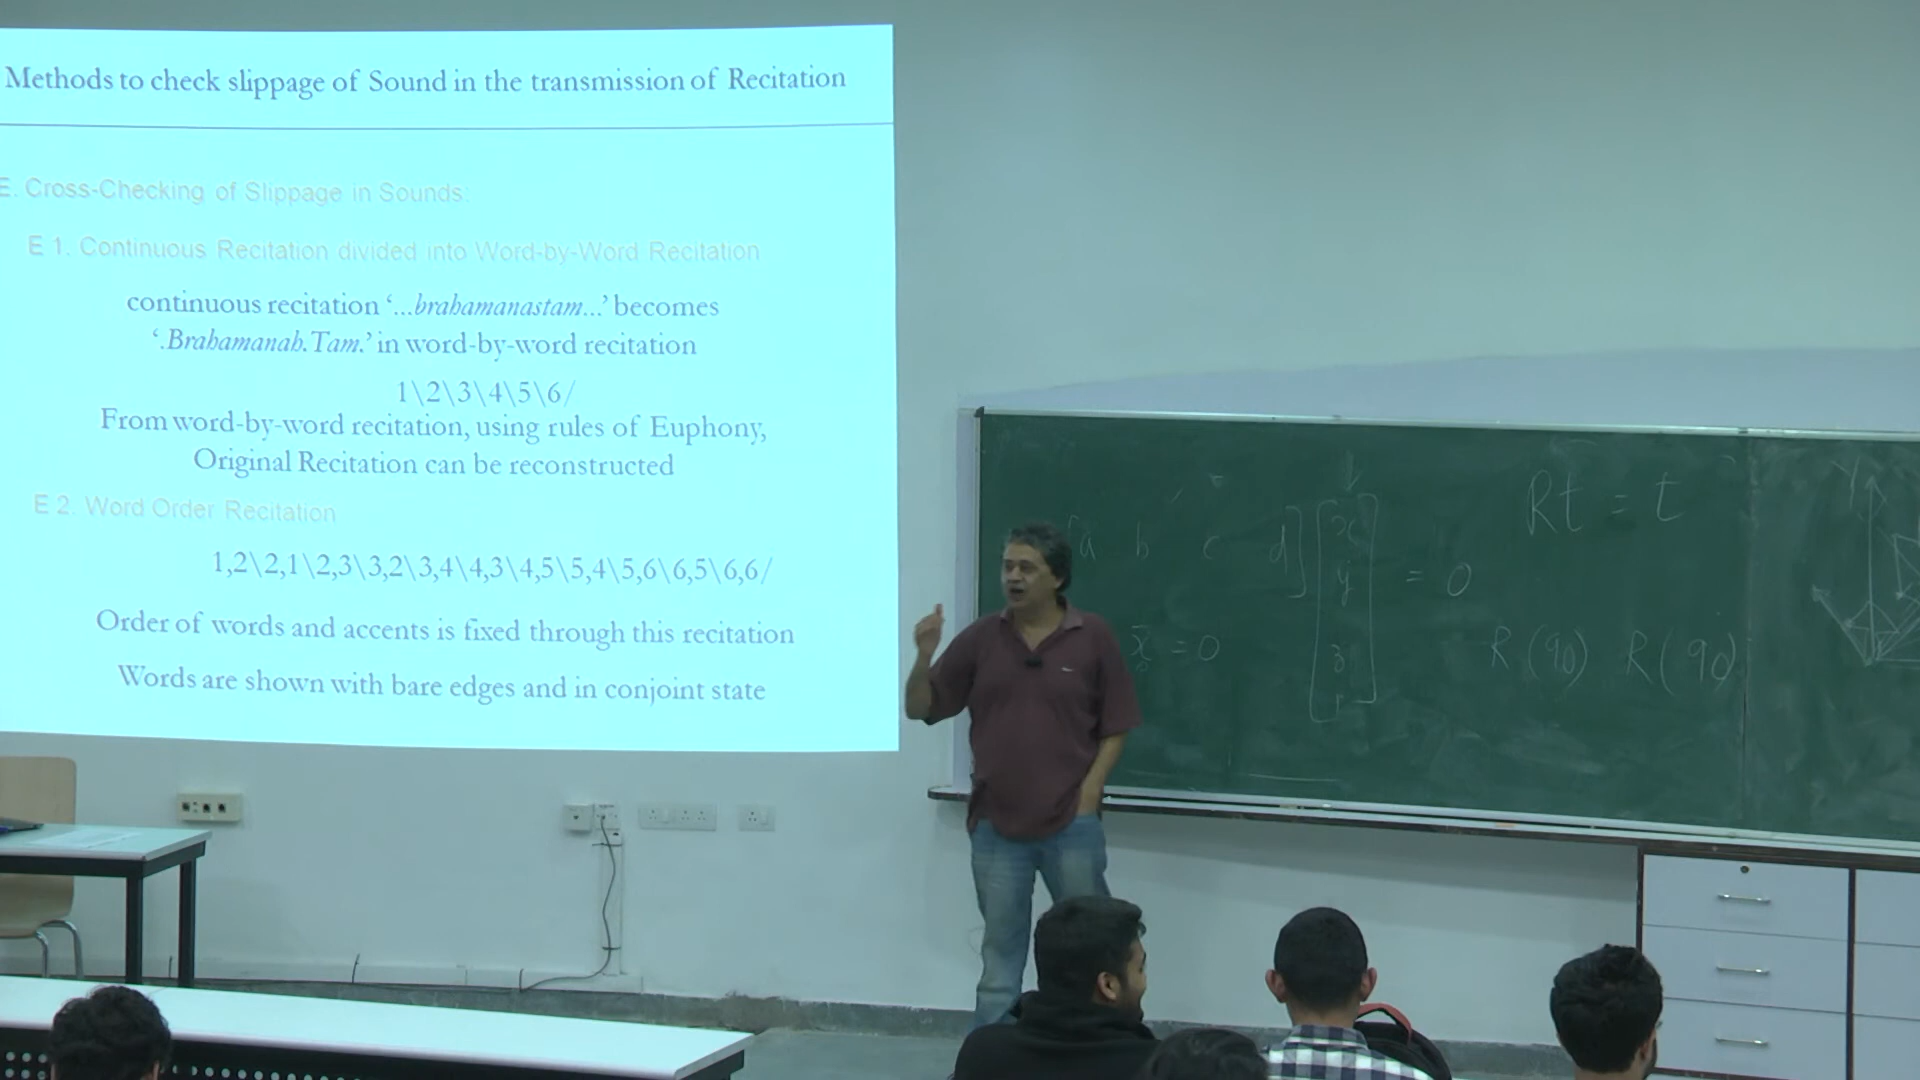 Methods to check slippage of Sound in the transmission of Recitation
E. Cross-Checking of Slippage in Sounds:
E 1. Continuous Recitation divided into Word-by-Word Recitation
continuous recitation ‘...brahamanastam...’ becomes
‘.Brahamanah.Tam.’ in word-by-word recitation
1\2\3\4\5\6/
From word-by-word recitation, using rules of Euphony,
Original Recitation can be reconstructed
E 2. Word Order Recitation
1,2\2,1\2,3\3,2\3,4\4,3\4,5\5,4\5,6\6,5\6,6/
Order of words and accents is fixed through this recitation
Words are shown with bare edges and in conjoint state
Rt = t
[a b c d] [x
y
= 0
z
x̄ = 0
R (90) R (90)
Y